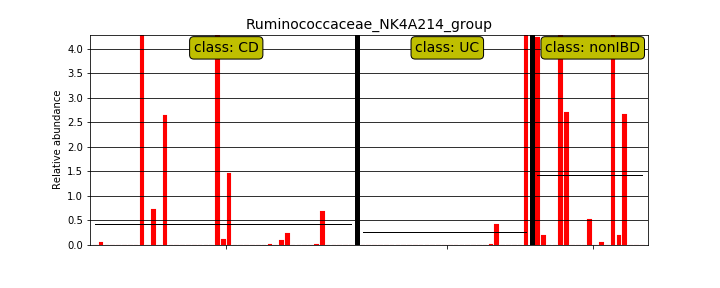 Ruminococcaceae_NK4A214_group
class: CD
class: UC
class: nonIBD
Relative abundance
4.0
3.5
3.0
2.5
2.0
1.5
1.0
0.5
0.0